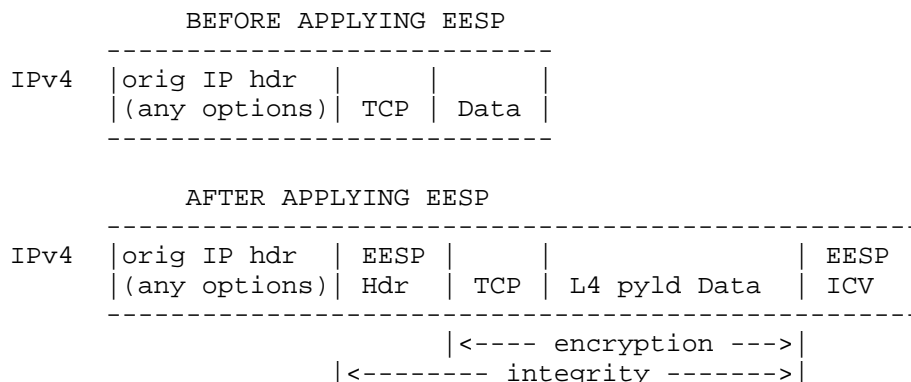 BEFORE APPLYING EESP
-----------------------------
IPv4  |orig IP hdr  |     |      |
      |(any options)| TCP | Data |
-----------------------------
AFTER APPLYING EESP
---------------------------------------------------
IPv4  |orig IP hdr  | EESP |     |              | EESP
      |(any options)| Hdr  | TCP | L4 pyld Data | ICV
---------------------------------------------------
|<---- encryption --->|
|<-------- integrity ------->|